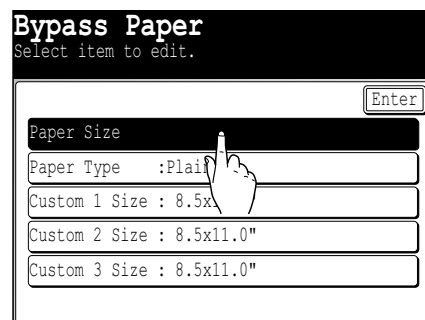 Bypass Paper
Select item to edit.
Enter
Paper Size
Paper Type :Plai
Custom 1 Size : 8.5x
Custom 2 Size : 8.5x11.0"
Custom 3 Size : 8.5x11.0"